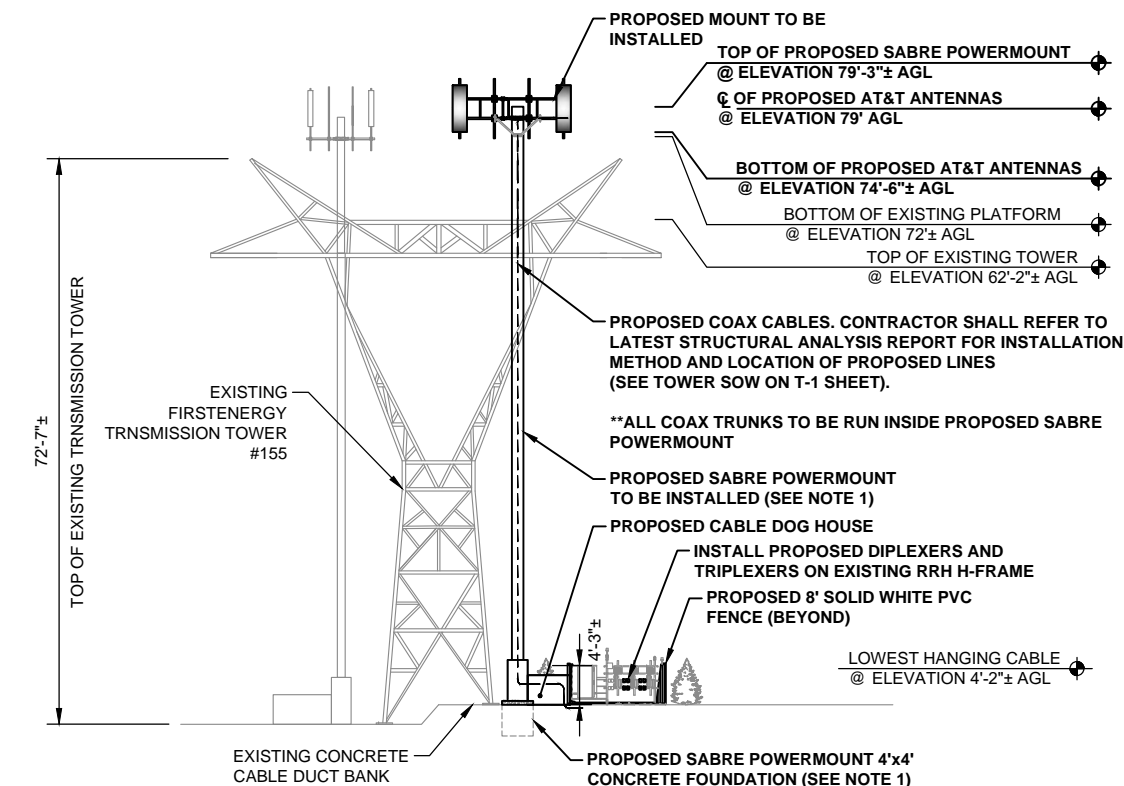 PROPOSED MOUNT TO BE
INSTALLED
TOP OF PROPOSED SABRE POWERMOUNT
@ ELEVATION 79'-3"± AGL
℄ OF PROPOSED AT&T ANTENNAS
@ ELEVATION 79' AGL
BOTTOM OF PROPOSED AT&T ANTENNAS
@ ELEVATION 74'-6"± AGL
BOTTOM OF EXISTING PLATFORM
@ ELEVATION 72'± AGL
TOP OF EXISTING TOWER
@ ELEVATION 62'-2"± AGL
PROPOSED COAX CABLES. CONTRACTOR SHALL REFER TO
LATEST STRUCTURAL ANALYSIS REPORT FOR INSTALLATION
METHOD AND LOCATION OF PROPOSED LINES
(SEE TOWER SOW ON T-1 SHEET).
**ALL COAX TRUNKS TO BE RUN INSIDE PROPOSED SABRE
POWERMOUNT
72'-7"±
TOP OF EXISTING TRNSMISSION TOWER
EXISTING
FIRSTENERGY
TRNSMISSION TOWER
#155
PROPOSED SABRE POWERMOUNT
TO BE INSTALLED (SEE NOTE 1)
PROPOSED CABLE DOG HOUSE
INSTALL PROPOSED DIPLEXERS AND
TRIPLEXERS ON EXISTING RRH H-FRAME
PROPOSED 8' SOLID WHITE PVC
FENCE (BEYOND)
4'-3"±
LOWEST HANGING CABLE
@ ELEVATION 4'-2"± AGL
EXISTING CONCRETE
CABLE DUCT BANK
PROPOSED SABRE POWERMOUNT 4'x4'
CONCRETE FOUNDATION (SEE NOTE 1)